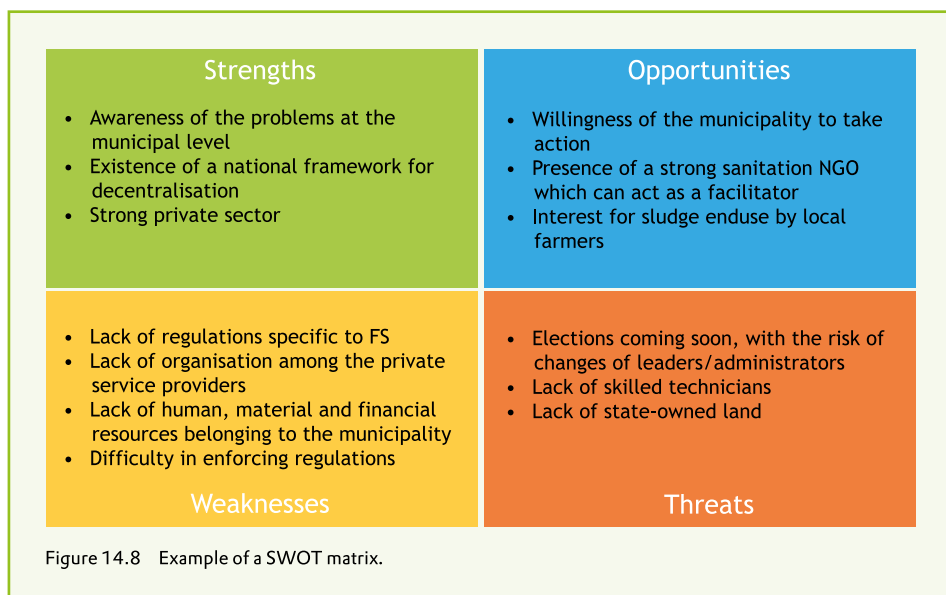 Strengths
• Awareness of the problems at the
municipal level
• Existence of a national framework for
decentralisation
• Strong private sector
Opportunities
• Willingness of the municipality to take
action
• Presence of a strong sanitation NGO
which can act as a facilitator
• Interest for sludge enduse by local
farmers
• Lack of regulations specific to FS
• Lack of organisation among the private
service providers
• Lack of human, material and financial
resources belonging to the municipality
• Difficulty in enforcing regulations
Weaknesses
• Elections coming soon, with the risk of
changes of leaders/administrators
• Lack of skilled technicians
• Lack of state-owned land
Threats
Figure 14.8 Example of a SWOT matrix.